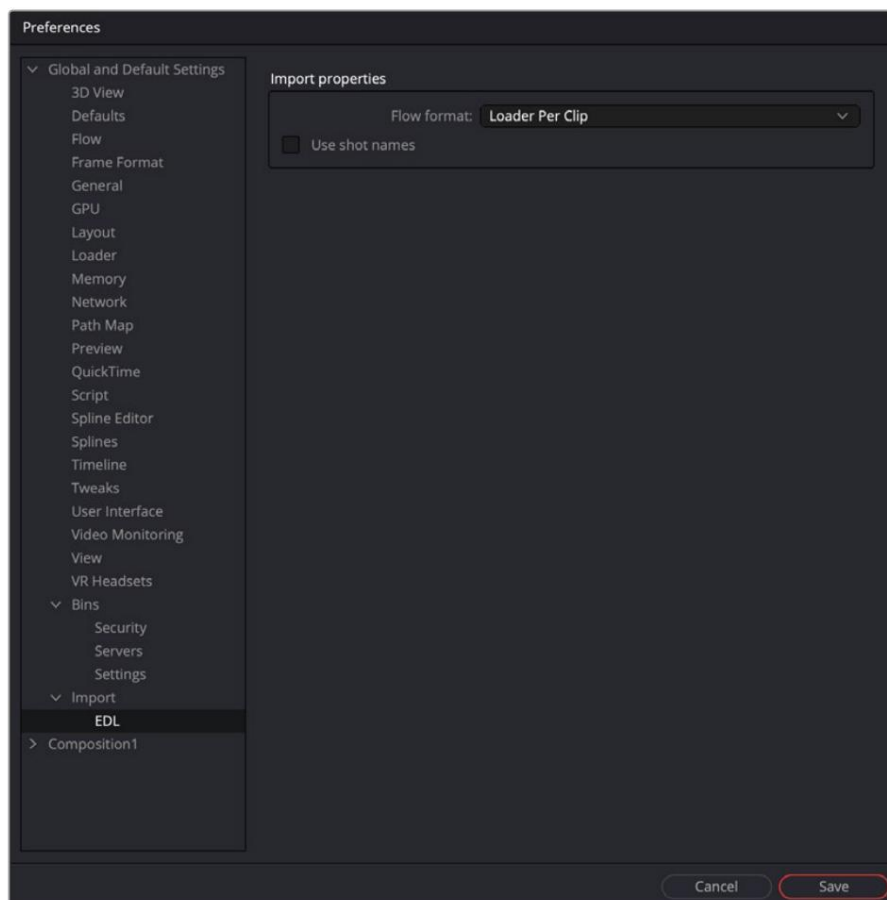 Preferences
Global and Default Settings
3D View
Defaults
Flow
Frame Format
General
GPU
Layout
Loader
Memory
Network
Path Map
Preview
QuickTime
Script
Spline Editor
Splines
Timeline
Tweaks
User Interface
Video Monitoring
View
VR Headsets
Bins
Security
Servers
Settings
Import
EDL
Composition1
Import properties
Flow format: Loader Per Clip
Use shot names
Cancel Save